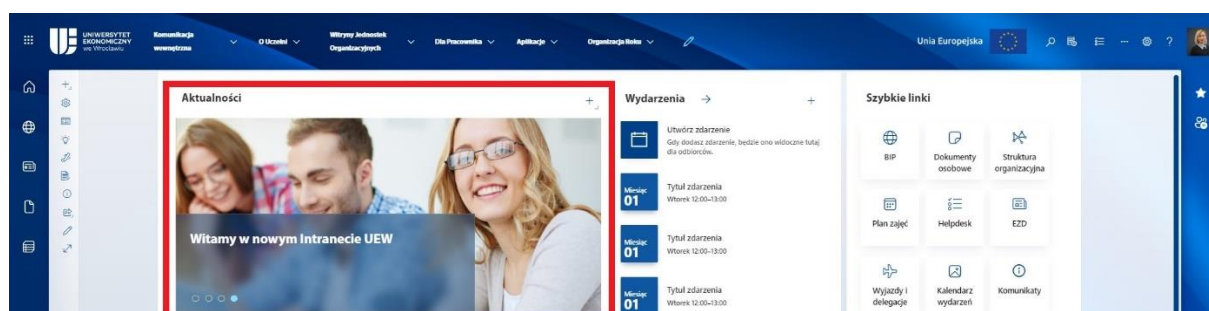 UNIWERSYTET
EKONOMICZNY
we Wrocławiu
Komunikacja
wewnętrzna
O Uczelni
Witryny Jednostek
Organizacyjnych
Dla Pracownika
Aplikacje
Organizacja Roku
Unia Europejska
Aktualności
Witamy w nowym Intranecie UEW
Wydarzenia
Utwórz zdarzenie
Gdy dodasz zdarzenie, będzie ono widoczne tutaj
dla odbiorców.
Miesiąc
01
Tytuł zdarzenia
Wtorek 12:00–13:00
Miesiąc
01
Tytuł zdarzenia
Wtorek 12:00–13:00
Miesiąc
01
Tytuł zdarzenia
Wtorek 12:00–13:00
Szybkie linki
BIP
Dokumenty
osobowe
Struktura
organizacyjna
Plan zajęć
Helpdesk
EZD
Wyjazdy i
delegacje
Kalendarz
wydarzeń
Komunikaty